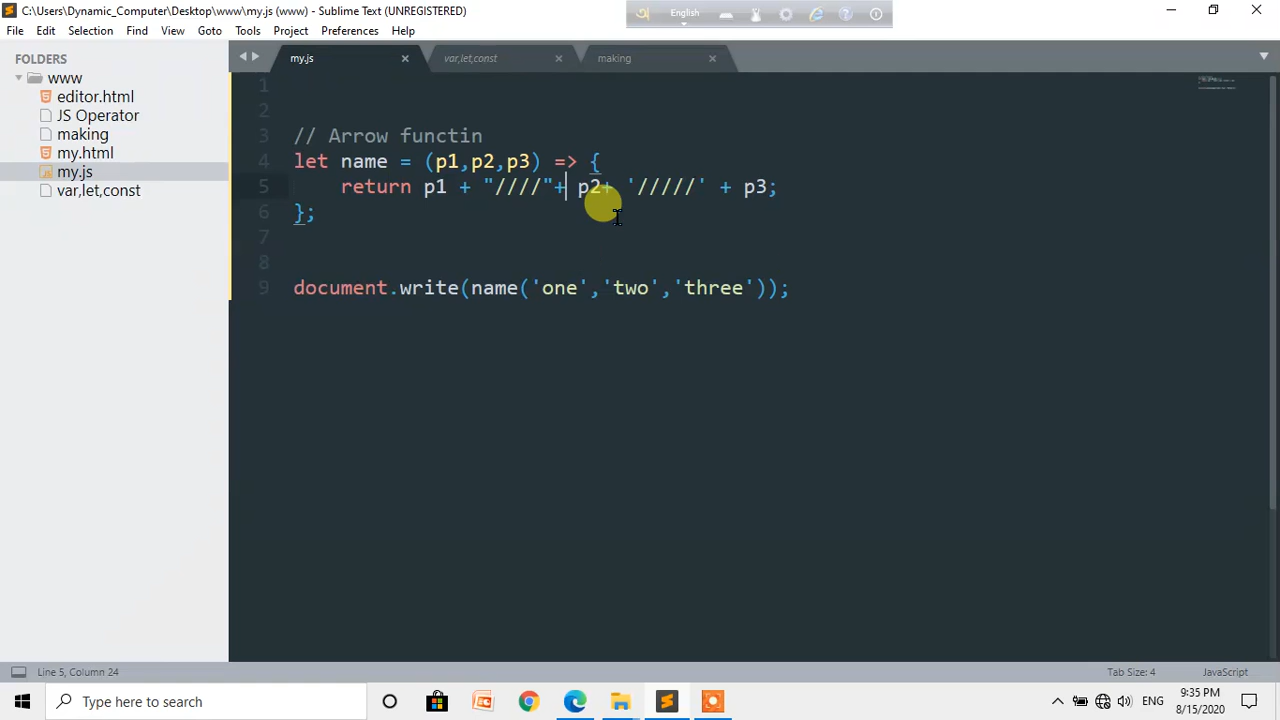 C:\Users\Dynamic_Computer\Desktop\www\my.js (www) - Sublime Text (UNREGISTERED)
English
File Edit Selection Find View Goto Tools Project Preferences Help
FOLDERS
www
editor.html
JS Operator
making
my.html
my.js
var,let,const
my.js
var,let,const
making
1
2
3 // Arrow functin
4 let name = (p1,p2,p3) => {
5 return p1 + "////"+ p2+ '/////' + p3;
6 };
7
8
9 document.write(name('one','two','three'));
Line 5, Column 24
Tab Size: 4
JavaScript
Type here to search
ENG
9:35 PM
8/15/2020